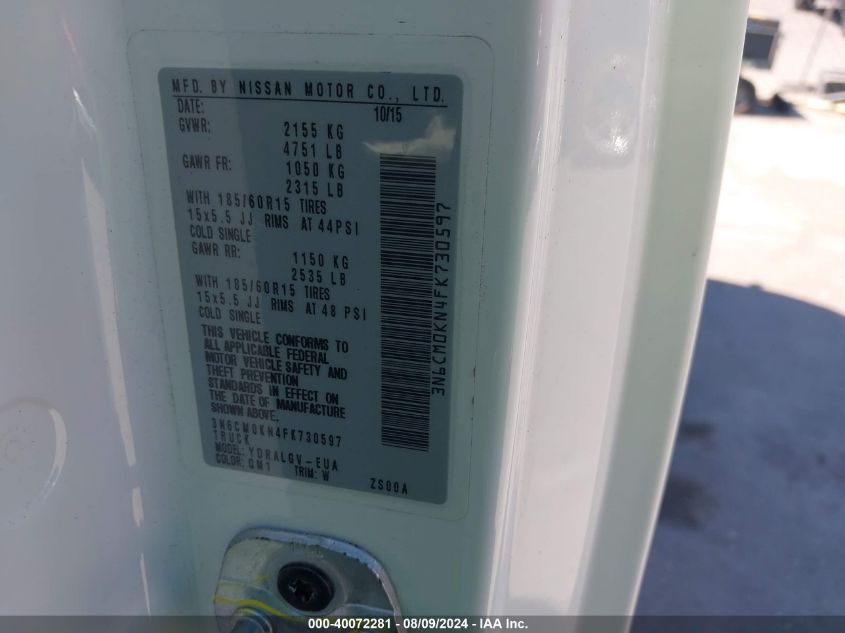 MFD. BY NISSAN MOTOR CO., LTD.
DATE: 10/15
GVWR: 2155 KG
4751 LB
GAWR FR: 1050 KG
2315 LB
WITH 185/60R15 TIRES
15x5.5 JJ RIMS AT 44PSI
COLD SINGLE
GAWR RR: 1150 KG
2535 LB
WITH 185/60R15 TIRES
15x5.5 JJ RIMS AT 48 PSI
COLD SINGLE
THIS VEHICLE CONFORMS TO
ALL APPLICABLE FEDERAL
MOTOR VEHICLE SAFETY AND
THEFT PREVENTION
STANDARDS IN EFFECT ON
THE DATE OF MANUFACTURE
SHOWN ABOVE.
3N6CM0KN4FK730597
TRUCK
MODEL: YDRALGV-EUA
COLOR: QM1 TRIM: W ZS00A
3N6CM0KN4FK730597
000-40072281 - 08/09/2024 - IAA Inc.